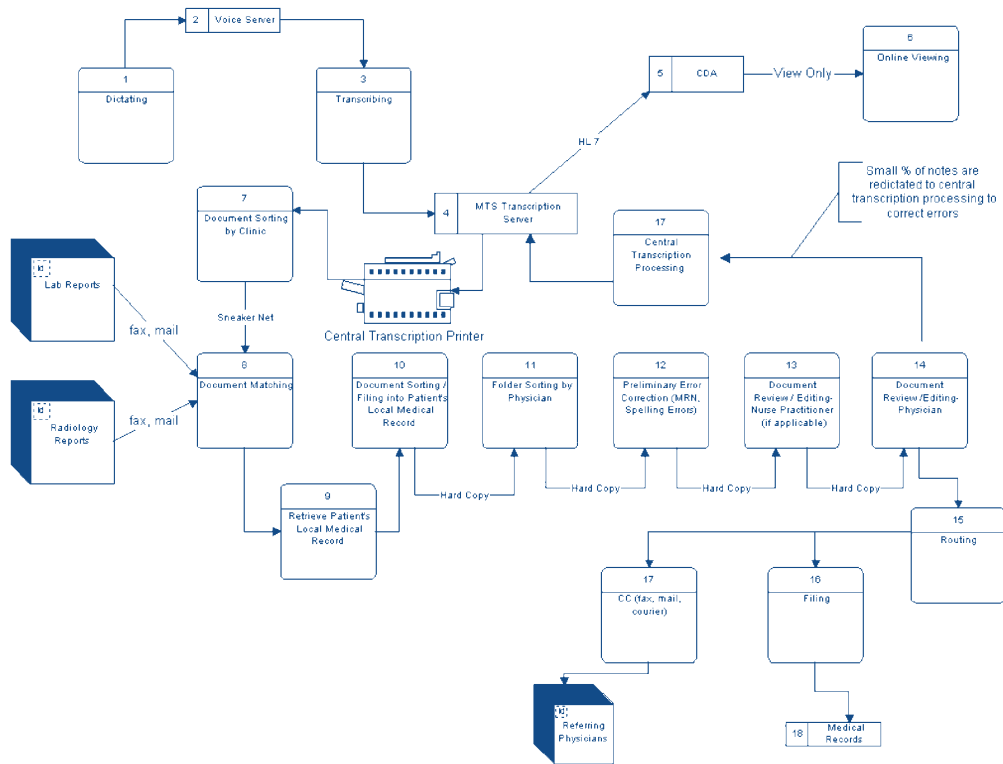 2
Voice Server
1
Dictating
3
Transcribing
5
CDA
View Only
6
Online Viewing
HL 7
Small % of notes are
redictated to central
transcription processing to
correct errors
7
Document Sorting
by Clinic
4
MTS Transcription
Server
17
Central
Transcription
Processing
id
Lab Reports
fax, mail
Sneaker Net
Central Transcription Printer
id
Radiology
Reports
fax, mail
8
Document Matching
10
Document Sorting /
Filing into Patient's
Local Medical
Record
11
Folder Sorting by
Physician
12
Preliminary Error
Correction (MRN,
Spelling Errors)
13
Document
Review / Editing-
Nurse Practitioner
(if applicable)
14
Document
Review /Editing-
Physician
Hard Copy
Hard Copy
Hard Copy
Hard Copy
9
Retrieve Patient's
Local Medical
Record
15
Routing
17
CC (fax, mail,
courier)
16
Filing
id
Referring
Physicians
18
Medical
Records